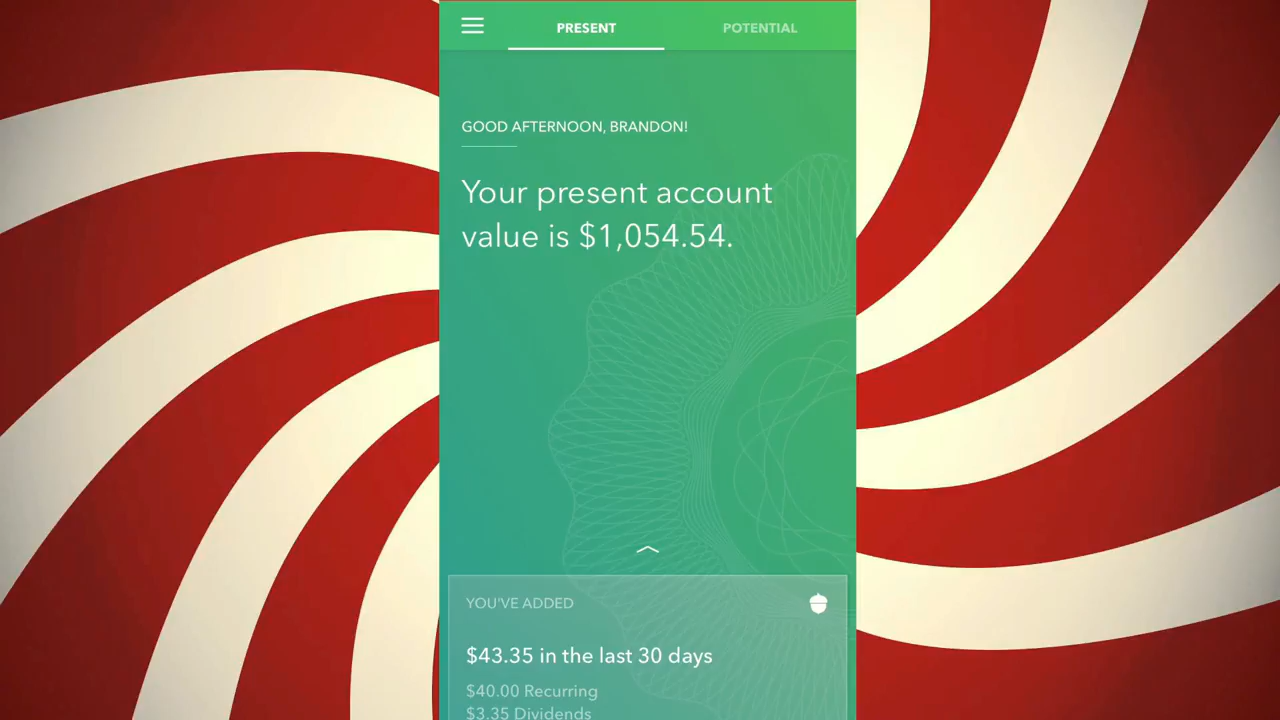 PRESENT
POTENTIAL
GOOD AFTERNOON, BRANDON!
Your present account
value is $1,054.54.
YOU'VE ADDED
$43.35 in the last 30 days
$40.00 Recurring
$3.35 Dividends